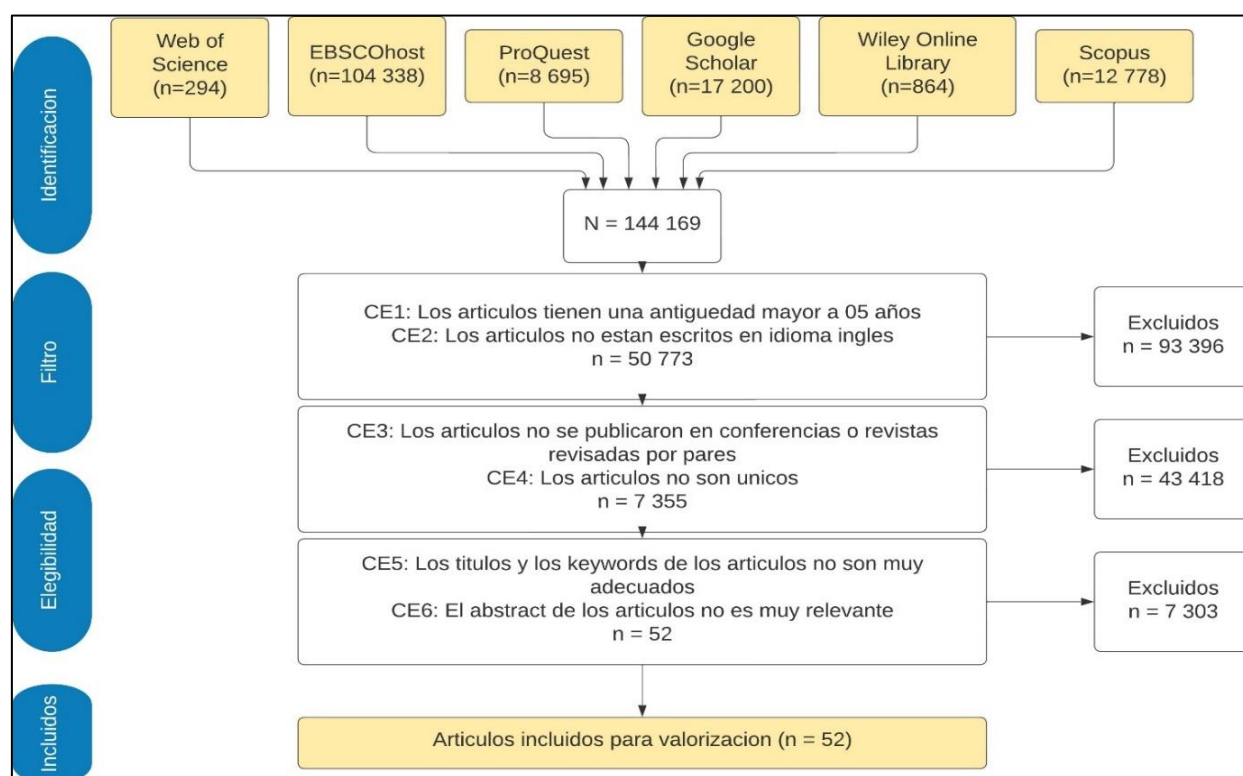 Identificacion
Web of
Science
(n=294)
EBSCOhost
(n=104 338)
ProQuest
(n=8 695)
Google
Scholar
(n=17 200)
Wiley Online
Library
(n=864)
Scopus
(n=12 778)
N = 144 169
Filtro
CE1: Los articulos tienen una antiguedad mayor a 05 años
CE2: Los articulos no estan escritos en idioma ingles
n = 50 773
Excluidos
n = 93 396
CE3: Los articulos no se publicaron en conferencias o revistas
revisadas por pares
CE4: Los articulos no son unicos
n = 7 355
Excluidos
n = 43 418
Elegibilidad
CE5: Los titulos y los keywords de los articulos no son muy
adecuados
CE6: El abstract de los articulos no es muy relevante
n = 52
Excluidos
n = 7 303
Incluidos
Articulos incluidos para valorizacion (n = 52)